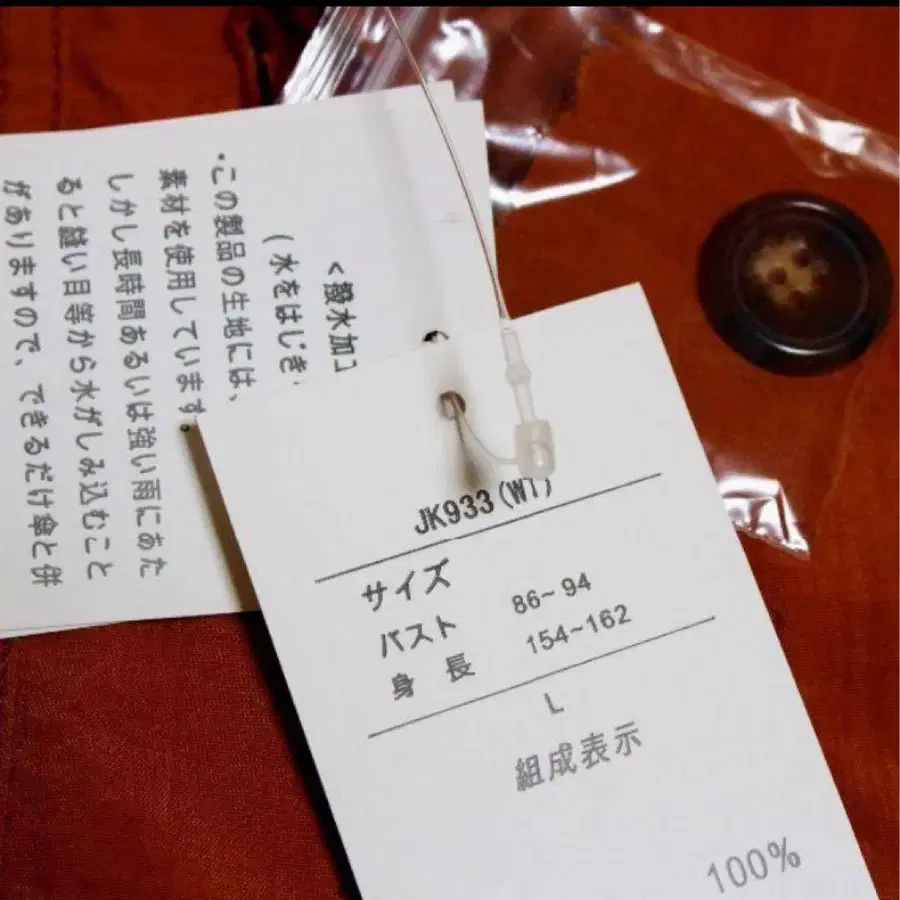 <撥水加工
(水をはじき
・この製品の生地には、
素材を使用しています
しかし長時間あるいは強い雨にあた
ると縫い目等から水がしみ込むこと
がありますので、できるだけ傘と併
JK933(WT)
サイズ
バスト 86~94
身長 154~162
L
組成表示
100%